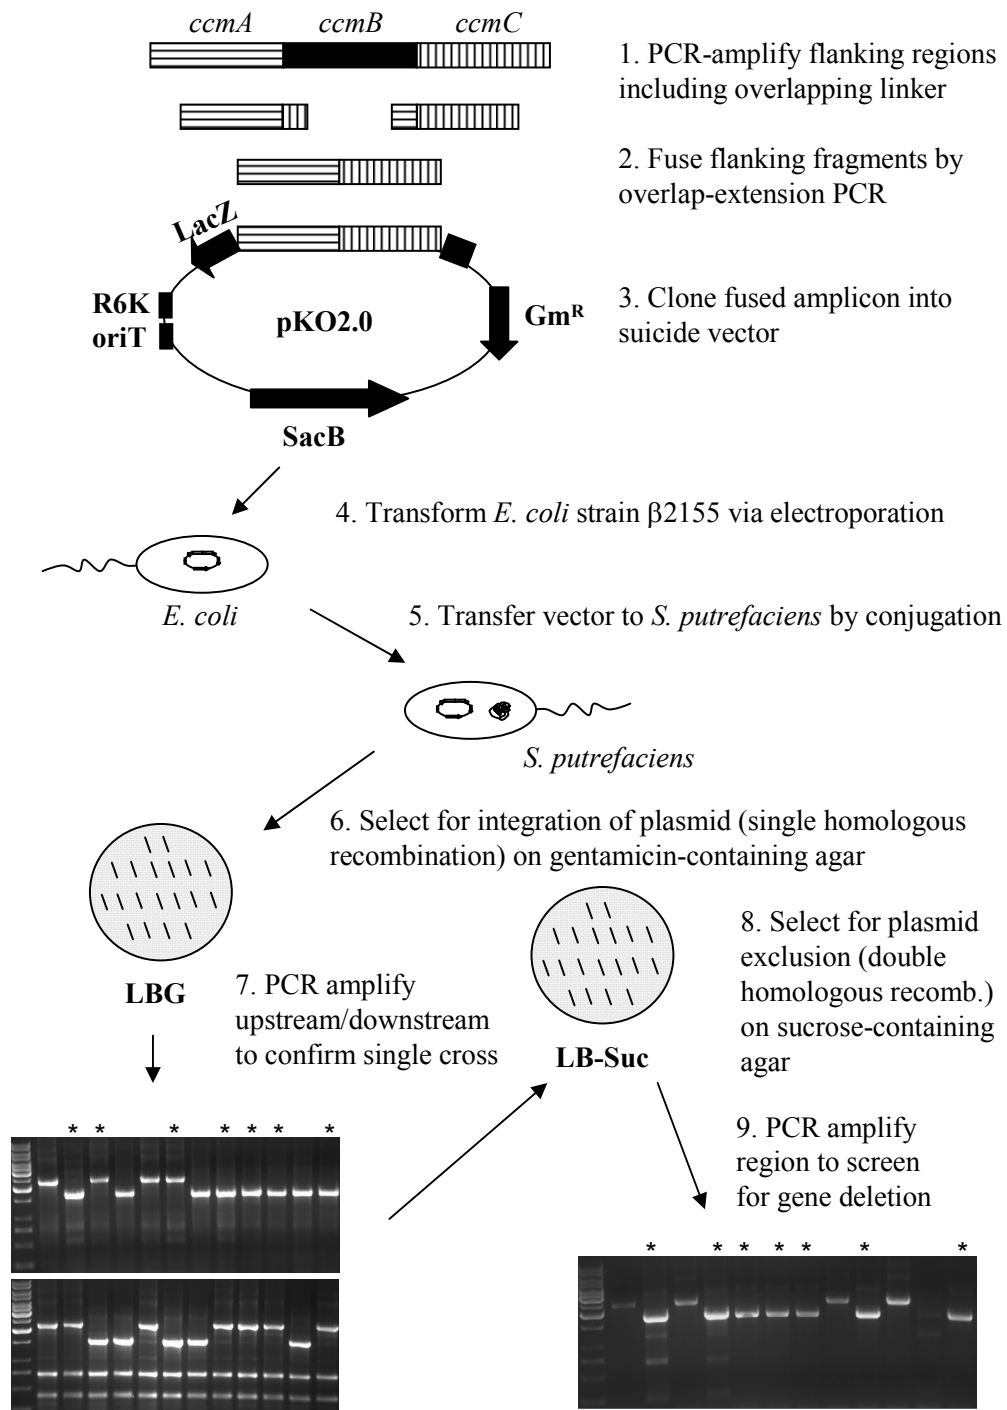 ccmA ccmB ccmC
1. PCR-amplify flanking regions
including overlapping linker
2. Fuse flanking fragments by
overlap-extension PCR
LacZ
R6K
oriT
pKO2.0
Gmᴿ
SacB
3. Clone fused amplicon into
suicide vector
4. Transform E. coli strain β2155 via electroporation
E. coli
5. Transfer vector to S. putrefaciens by conjugation
S. putrefaciens
6. Select for integration of plasmid (single homologous
recombination) on gentamicin-containing agar
LBG
7. PCR amplify
upstream/downstream
to confirm single cross
LB-Suc
8. Select for plasmid
exclusion (double
homologous recomb.)
on sucrose-containing
agar
9. PCR amplify
region to screen
for gene deletion
* * * * * * *
* * * * * * *